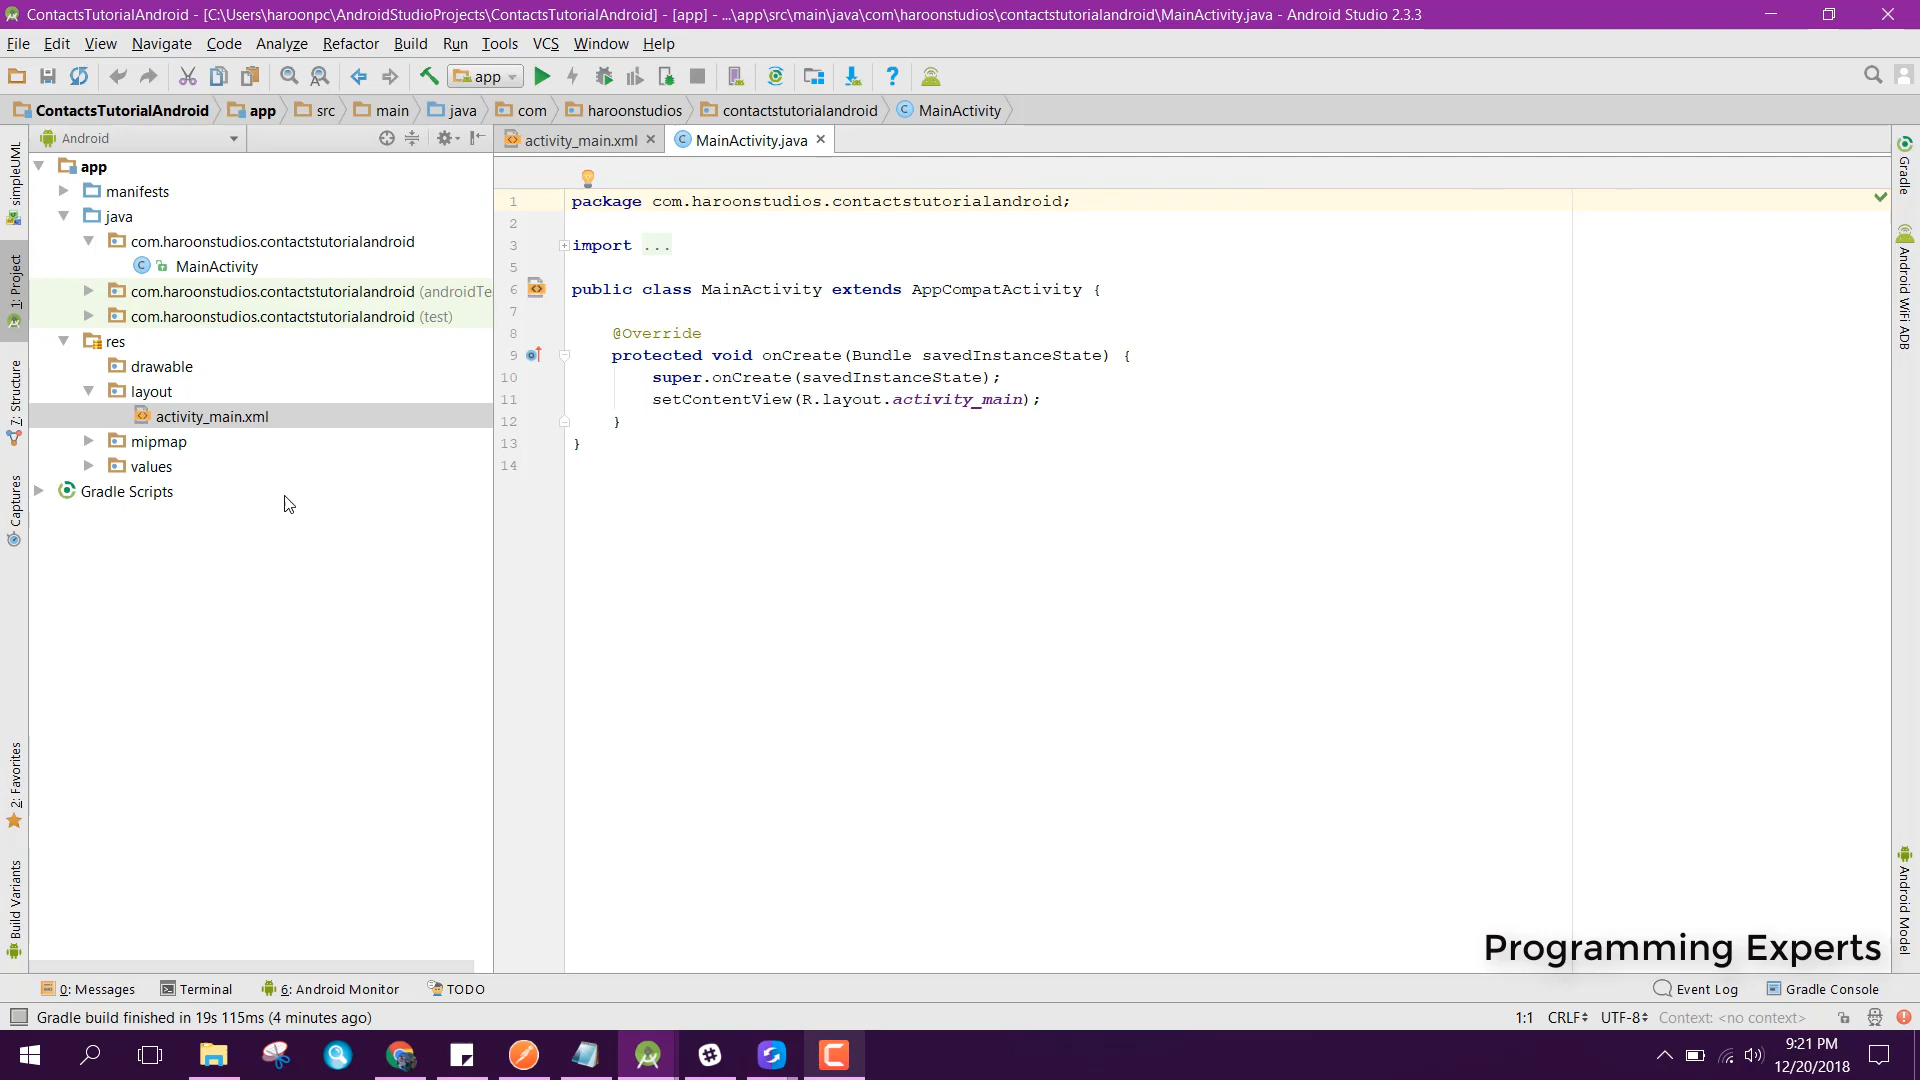 ContactsTutorialAndroid - [C:\Users\haroonpc\AndroidStudioProjects\ContactsTutorialAndroid] - [app] - ...\app\src\main\java\com\haroonstudios\contactstutorialandroid\MainActivity.java - Android Studio 2.3.3
File Edit View Navigate Code Analyze Refactor Build Run Tools VCS Window Help
app
ContactsTutorialAndroid app src main java com haroonstudios contactstutorialandroid MainActivity
Android
activity_main.xml MainActivity.java
simpleUML
1: Project
7: Structure
Captures
2: Favorites
Build Variants
app
manifests
java
com.haroonstudios.contactstutorialandroid
MainActivity
com.haroonstudios.contactstutorialandroid (androidTe
com.haroonstudios.contactstutorialandroid (test)
res
drawable
layout
activity_main.xml
mipmap
values
Gradle Scripts
1 package com.haroonstudios.contactstutorialandroid;
2
3 import ...
5
6 public class MainActivity extends AppCompatActivity {
7
8 @Override
9 protected void onCreate(Bundle savedInstanceState) {
10 super.onCreate(savedInstanceState);
11 setContentView(R.layout.activity_main);
12 }
13 }
14
Gradle
Android WiFi ADB
Android Model
Programming Experts
0: Messages Terminal 6: Android Monitor TODO Event Log Gradle Console
Gradle build finished in 19s 115ms (4 minutes ago) 1:1 CRLF UTF-8 Context: <no context>
9:21 PM
12/20/2018